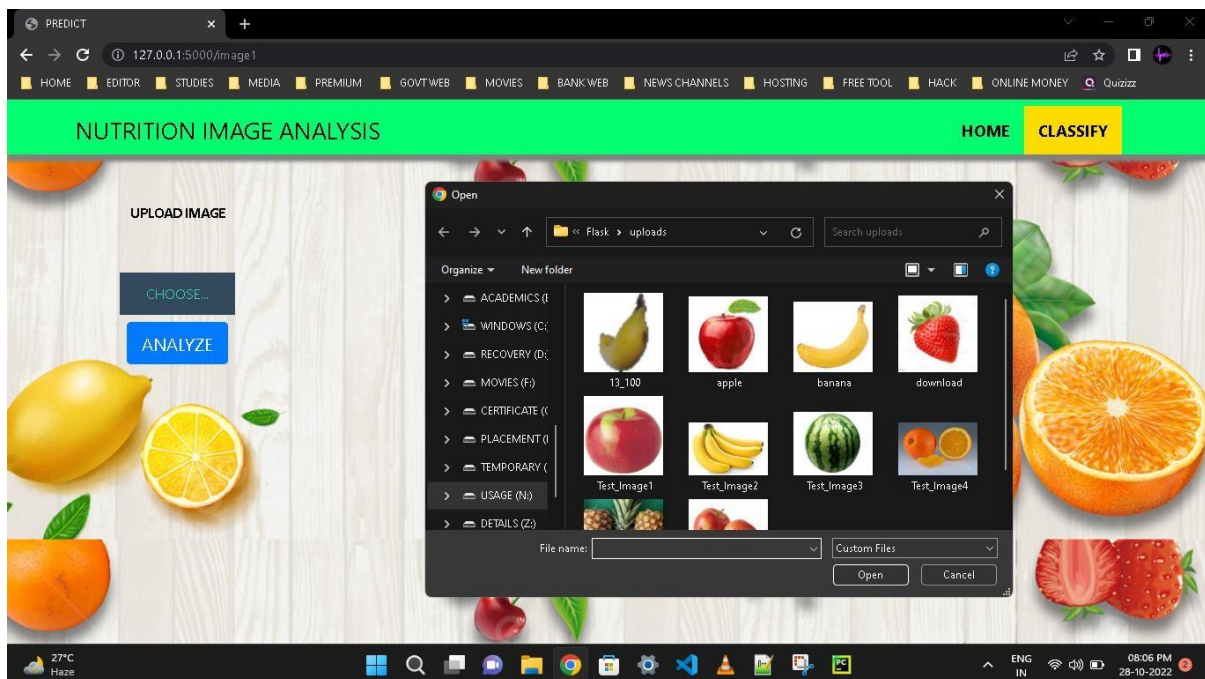 PREDICT
127.0.0.1:5000/image1
HOME EDITOR STUDIES MEDIA PREMIUM GOVT WEB MOVIES BANK WEB NEWS CHANNELS HOSTING FREE TOOL HACK ONLINE MONEY Quizizz
NUTRITION IMAGE ANALYSIS HOME CLASSIFY
UPLOAD IMAGE
CHOOSE...
ANALYZE
Open
« Flask › uploads Search uploads
Organize New folder
ACADEMICS (E
WINDOWS (C:
RECOVERY (D:
MOVIES (F:)
CERTIFICATE (
PLACEMENT (
TEMPORARY (
USAGE (N:)
DETAILS (Z:)
13_100 apple banana download
Test_Image1 Test_Image2 Test_Image3 Test_Image4
File name: Custom Files
Open Cancel
27°C
Haze
PC
ENG
IN
08:06 PM
28-10-2022
2